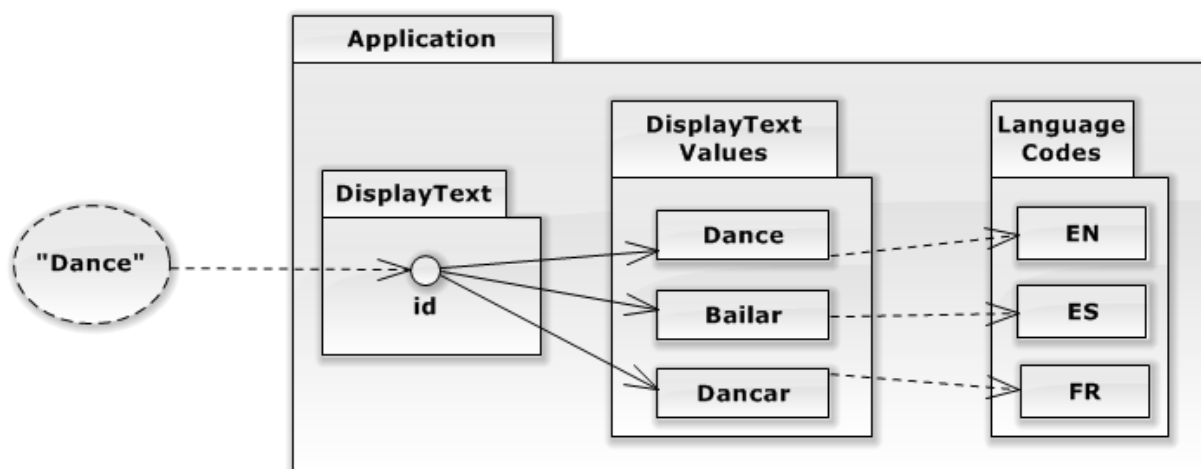 Application
DisplayText
Values
Language
Codes
DisplayText
"Dance"
id
Dance
EN
Bailar
ES
Dancar
FR